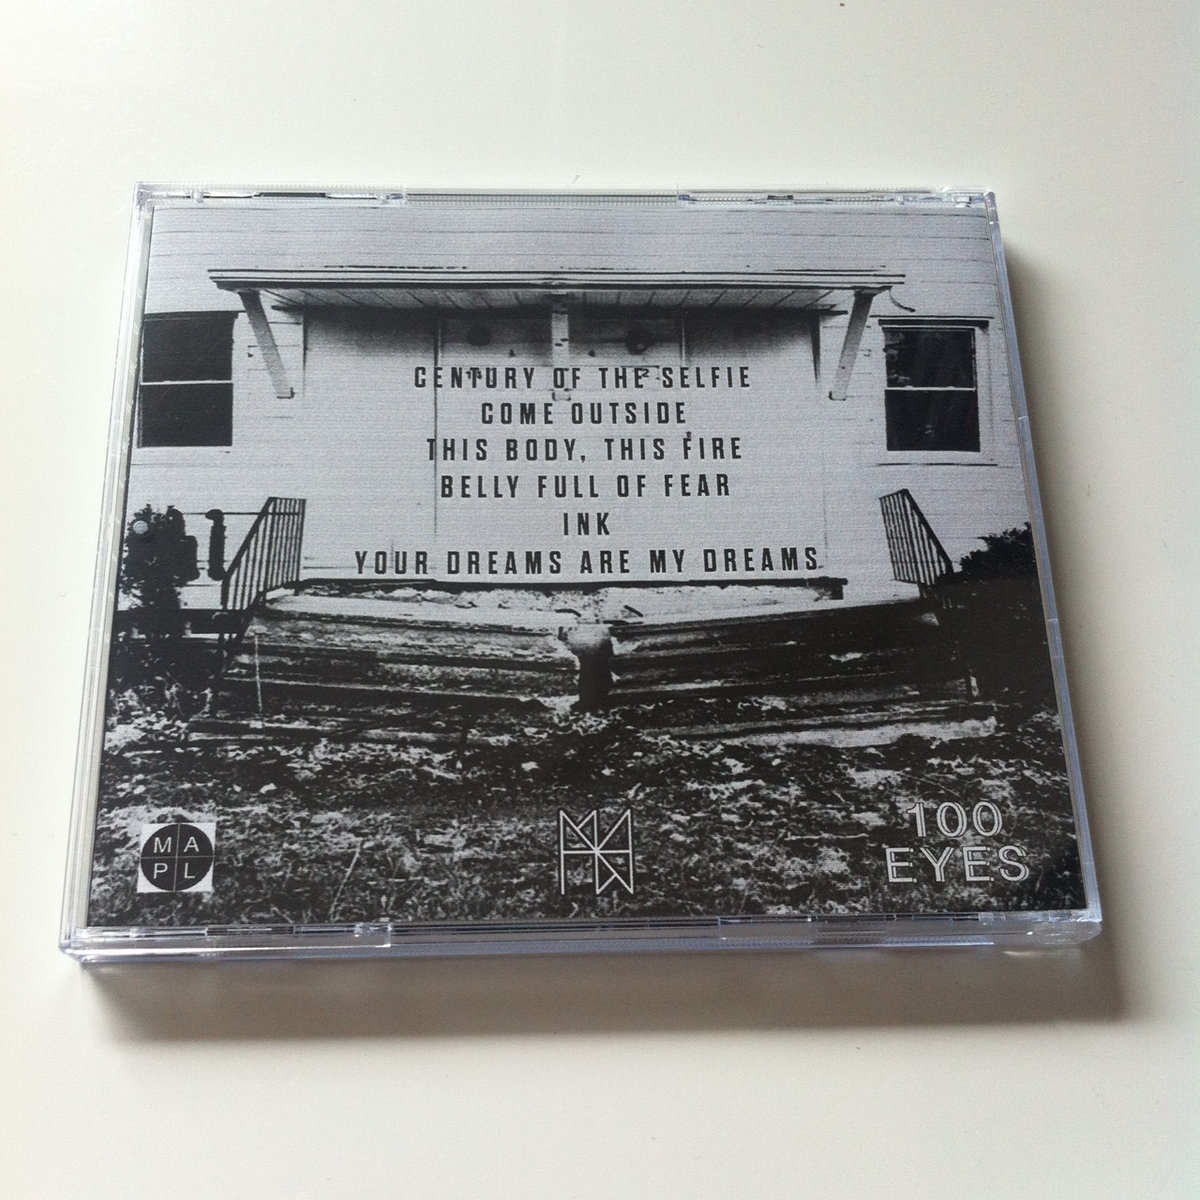 CENTURY OF THE SELFIE
COME OUTSIDE
THIS BODY, THIS FIRE
BELLY FULL OF FEAR
INK
YOUR DREAMS ARE MY DREAMS
MA
PL
100
EYES